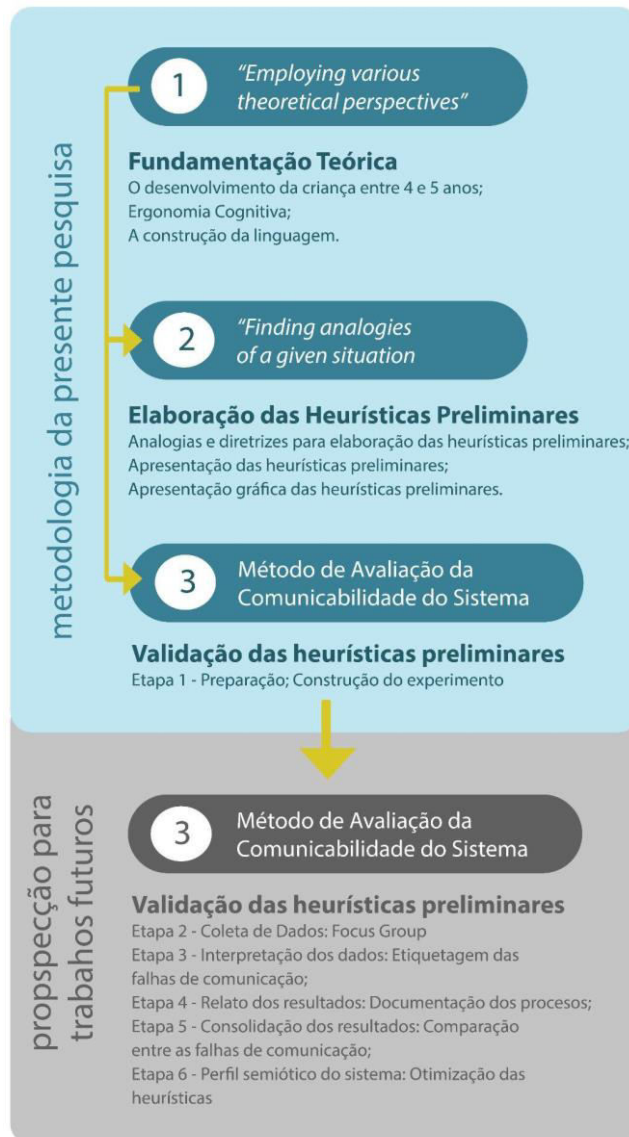 metodologia da presente pesquisa
1
“Employing various
theoretical perspectives”
Fundamentação Teórica
O desenvolvimento da criança entre 4 e 5 anos;
Ergonomia Cognitiva;
A construção da linguagem.
2
“Finding analogies
of a given situation
Elaboração das Heurísticas Preliminares
Analogias e diretrizes para elaboração das heurísticas preliminares;
Apresentação das heurísticas preliminares;
Apresentação gráfica das heurísticas preliminares.
3
Método de Avaliação da
Comunicabilidade do Sistema
Validação das heurísticas preliminares
Etapa 1 - Preparação; Construção do experimento
propspecção para
trabahos futuros
3
Método de Avaliação da
Comunicabilidade do Sistema
Validação das heurísticas preliminares
Etapa 2 - Coleta de Dados: Focus Group
Etapa 3 - Interpretação dos dados: Etiquetagem das
falhas de comunicação;
Etapa 4 - Relato dos resultados: Documentação dos procesos;
Etapa 5 - Consolidação dos resultados: Comparação
entre as falhas de comunicação;
Etapa 6 - Perfil semiótico do sistema: Otimização das
heurísticas